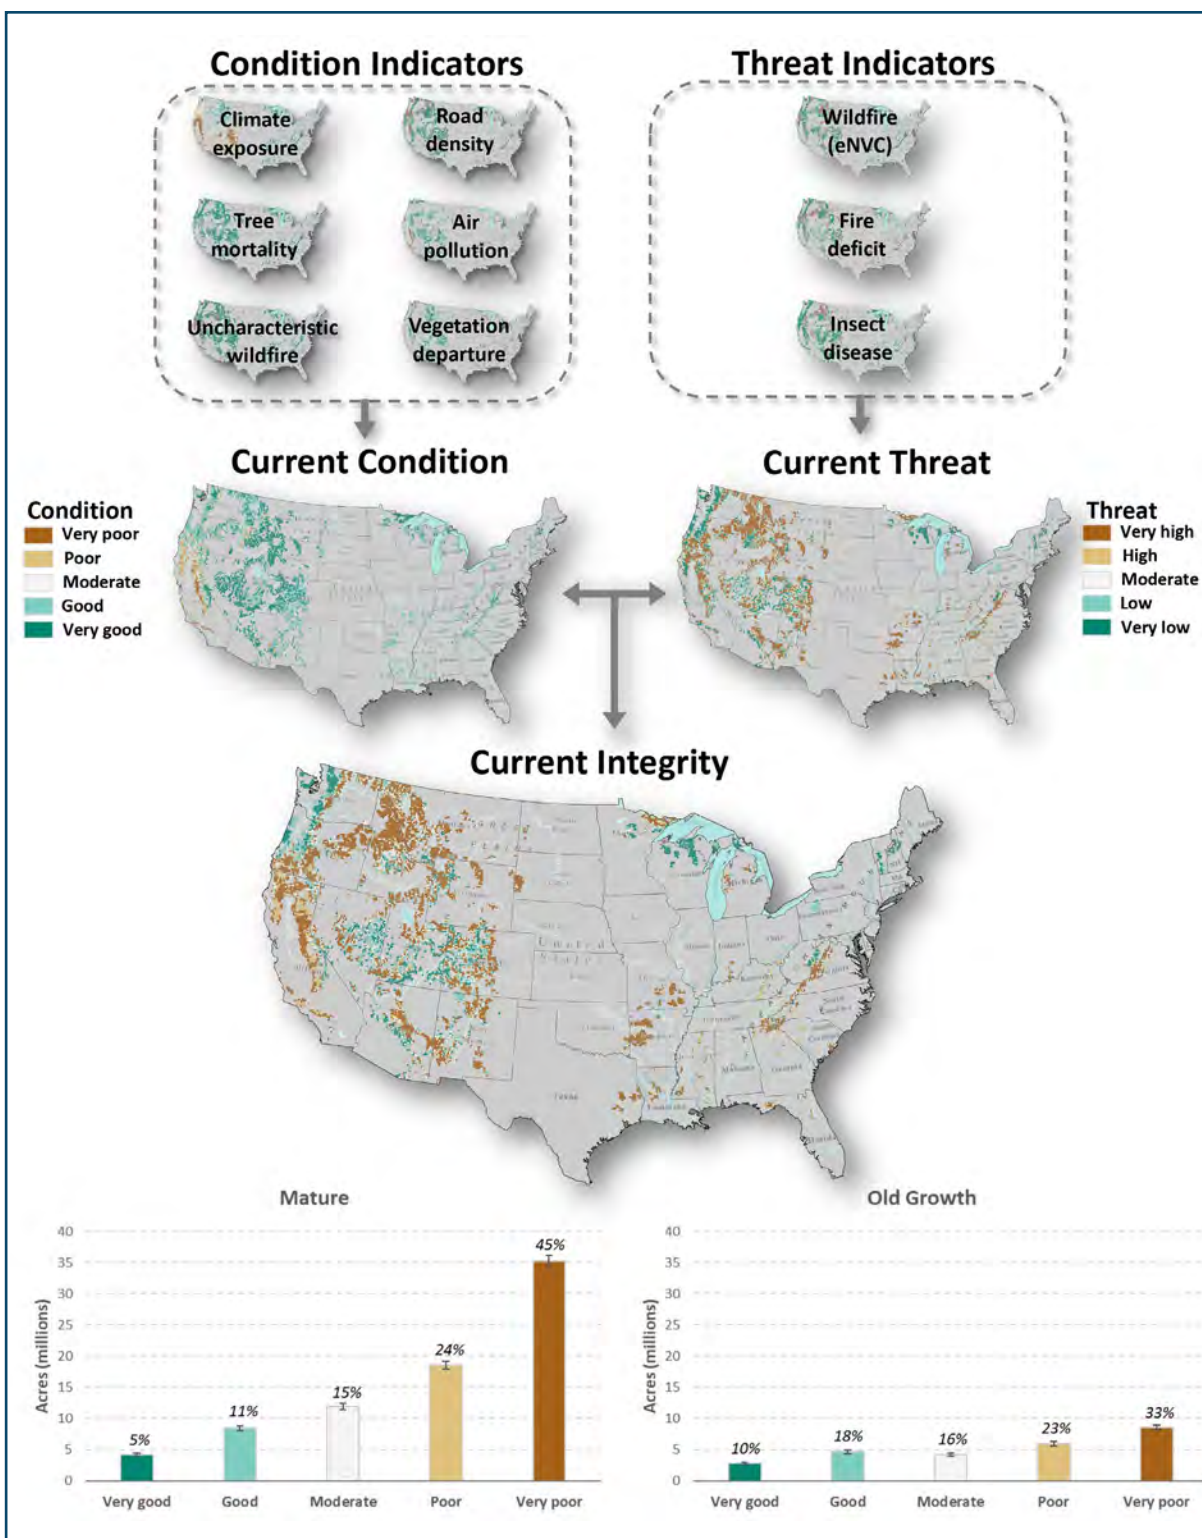 Condition Indicators
Climate
exposure
Road
density
Tree
mortality
Air
pollution
Uncharacteristic
wildfire
Vegetation
departure
Threat Indicators
Wildfire
(eNVC)
Fire
deficit
Insect
disease
Current Condition
Condition
Very poor
Poor
Moderate
Good
Very good
Current Threat
Threat
Very high
High
Moderate
Low
Very low
Current Integrity
Mature
Acres (millions)
40
35
30
25
20
15
10
5
0
5%
11%
15%
24%
45%
Very good
Good
Moderate
Poor
Very poor
Old Growth
Acres (millions)
40
35
30
25
20
15
10
5
0
10%
18%
16%
23%
33%
Very good
Good
Moderate
Poor
Very poor